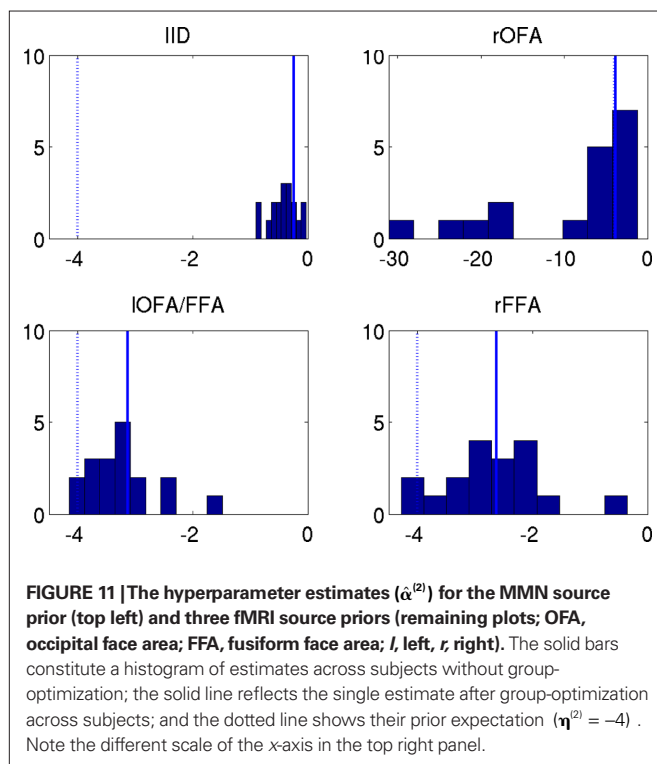 IID
10
5
0
-4
-2
0
rOFA
10
5
0
-30
-20
-10
0
lOFA/FFA
10
5
0
-4
-2
0
rFFA
10
5
0
-4
-2
0
FIGURE 11 | The hyperparameter estimates (α̂⁽²⁾) for the MMN source
prior (top left) and three fMRI source priors (remaining plots; OFA,
occipital face area; FFA, fusiform face area; l, left, r, right). The solid bars
constitute a histogram of estimates across subjects without group-
optimization; the solid line reflects the single estimate after group-optimization
across subjects; and the dotted line shows their prior expectation (η⁽²⁾ = −4) .
Note the different scale of the x-axis in the top right panel.